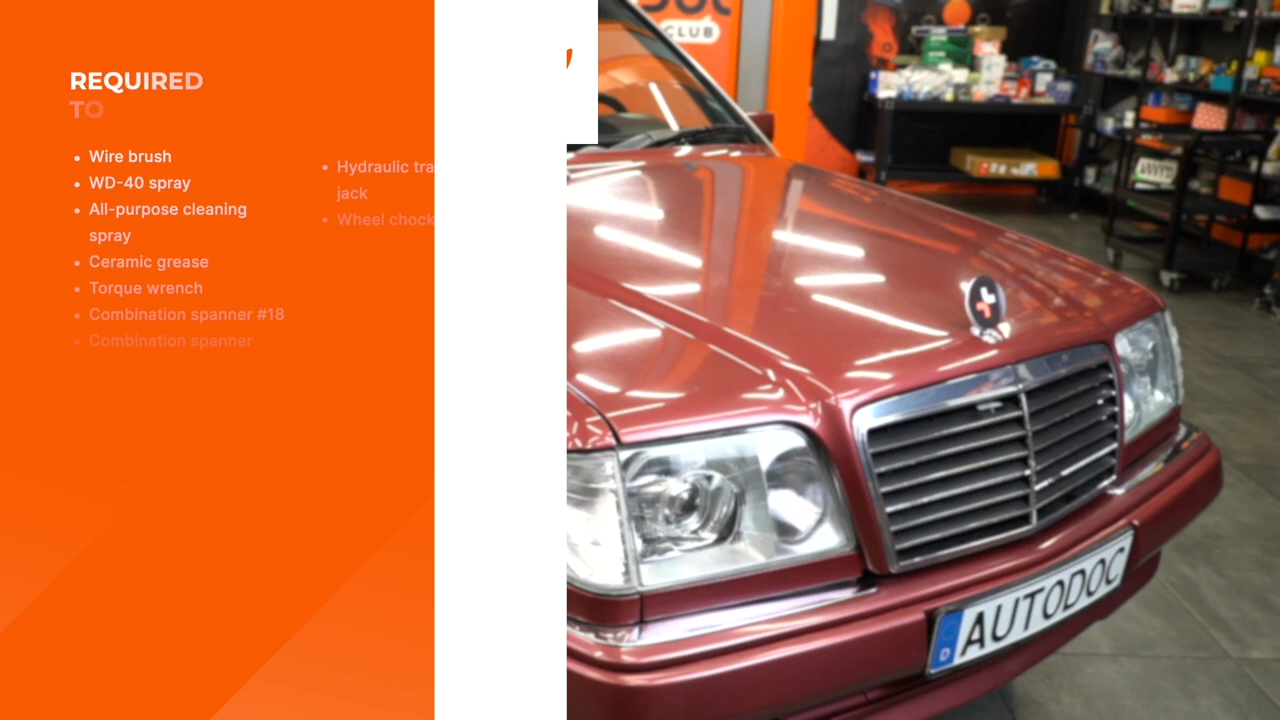 REQUIRED
TO
Wire brush
WD-40 spray
All-purpose cleaning
spray
Ceramic grease
Torque wrench
Combination spanner #18
Combination spanner
Hydraulic tra
jack
Wheel chock
CLUB
AUTODOC
D